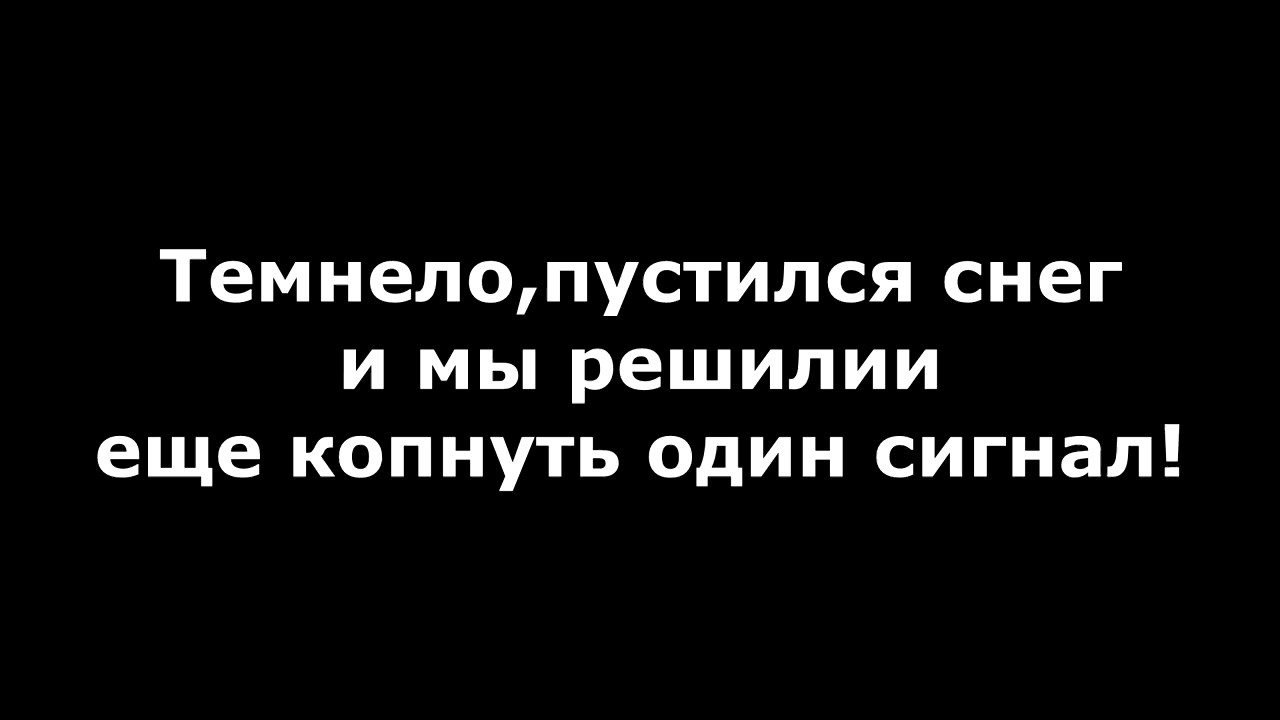 Темнело,пустился снег
и мы решилии
еще копнуть один сигнал!